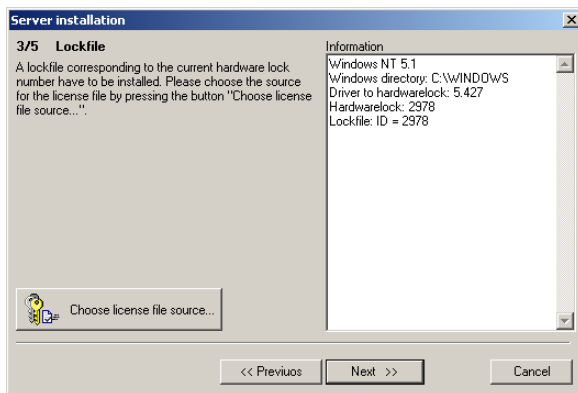 Server installation
3/5 Lockfile
A lockfile corresponding to the current hardware lock
number have to be installed. Please choose the source
for the license file by pressing the button "Choose license
file source...".
Information
Windows NT 5.1
Windows directory: C:\WINDOWS
Driver to hardwarelock: 5.427
Hardwarelock: 2978
Lockfile: ID = 2978
Choose license file source...
<< Previuos
Next >>
Cancel